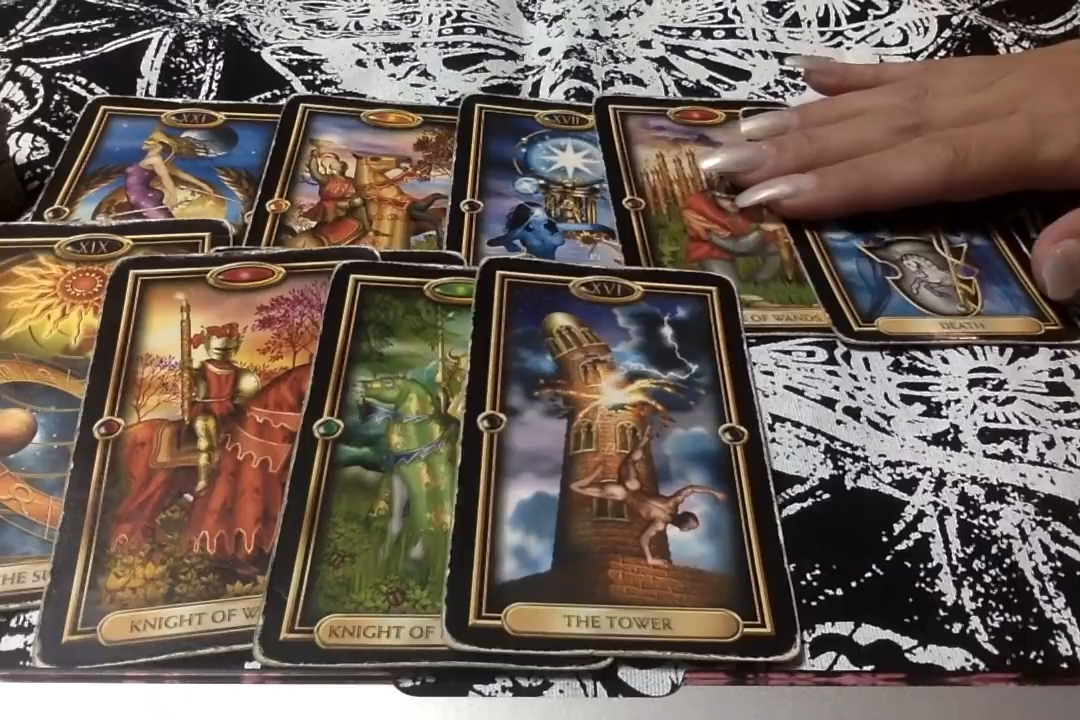 XXI
XVII
OF WANDS
DEATH
XIX
THE
KNIGHT OF
KNIGHT OF
XVI
THE TOWER